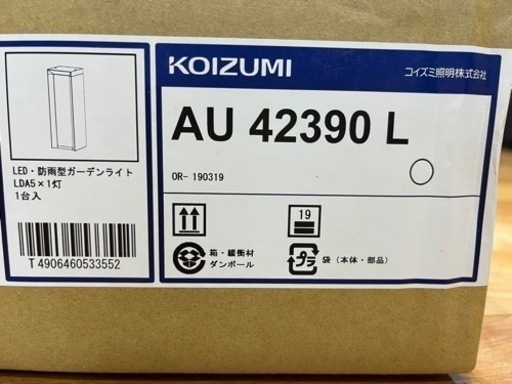 KOIZUMI
コイズミ照明株式会社
AU 42390 L
OR- 190319
LED・防雨型ガーデンライト
LDA5×1灯
1台入
T 4906460533552
19
箱・緩衝材
ダンボール
プラ
袋（本体・部品）